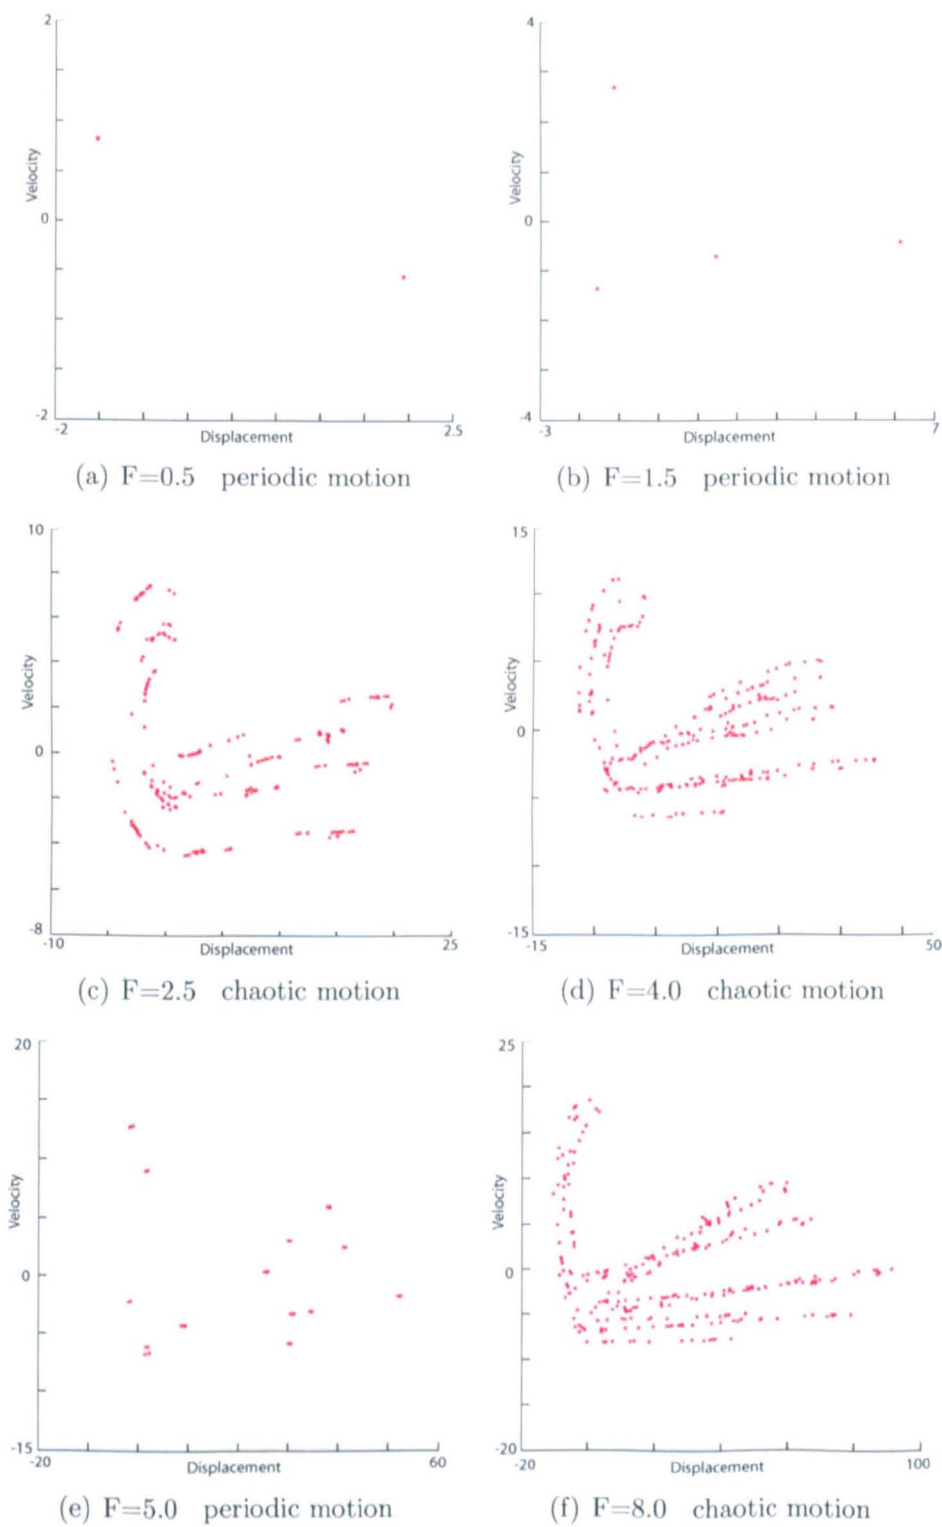 2
Velocity
0
-2
-2
Displacement
2.5
(a) F=0.5 periodic motion
4
Velocity
0
-4
-3
Displacement
7
(b) F=1.5 periodic motion
10
Velocity
0
-8
-10
Displacement
25
(c) F=2.5 chaotic motion
15
Velocity
0
-15
-15
Displacement
50
(d) F=4.0 chaotic motion
20
Velocity
0
-15
-20
Displacement
60
(e) F=5.0 periodic motion
25
Velocity
0
-20
-20
Displacement
100
(f) F=8.0 chaotic motion